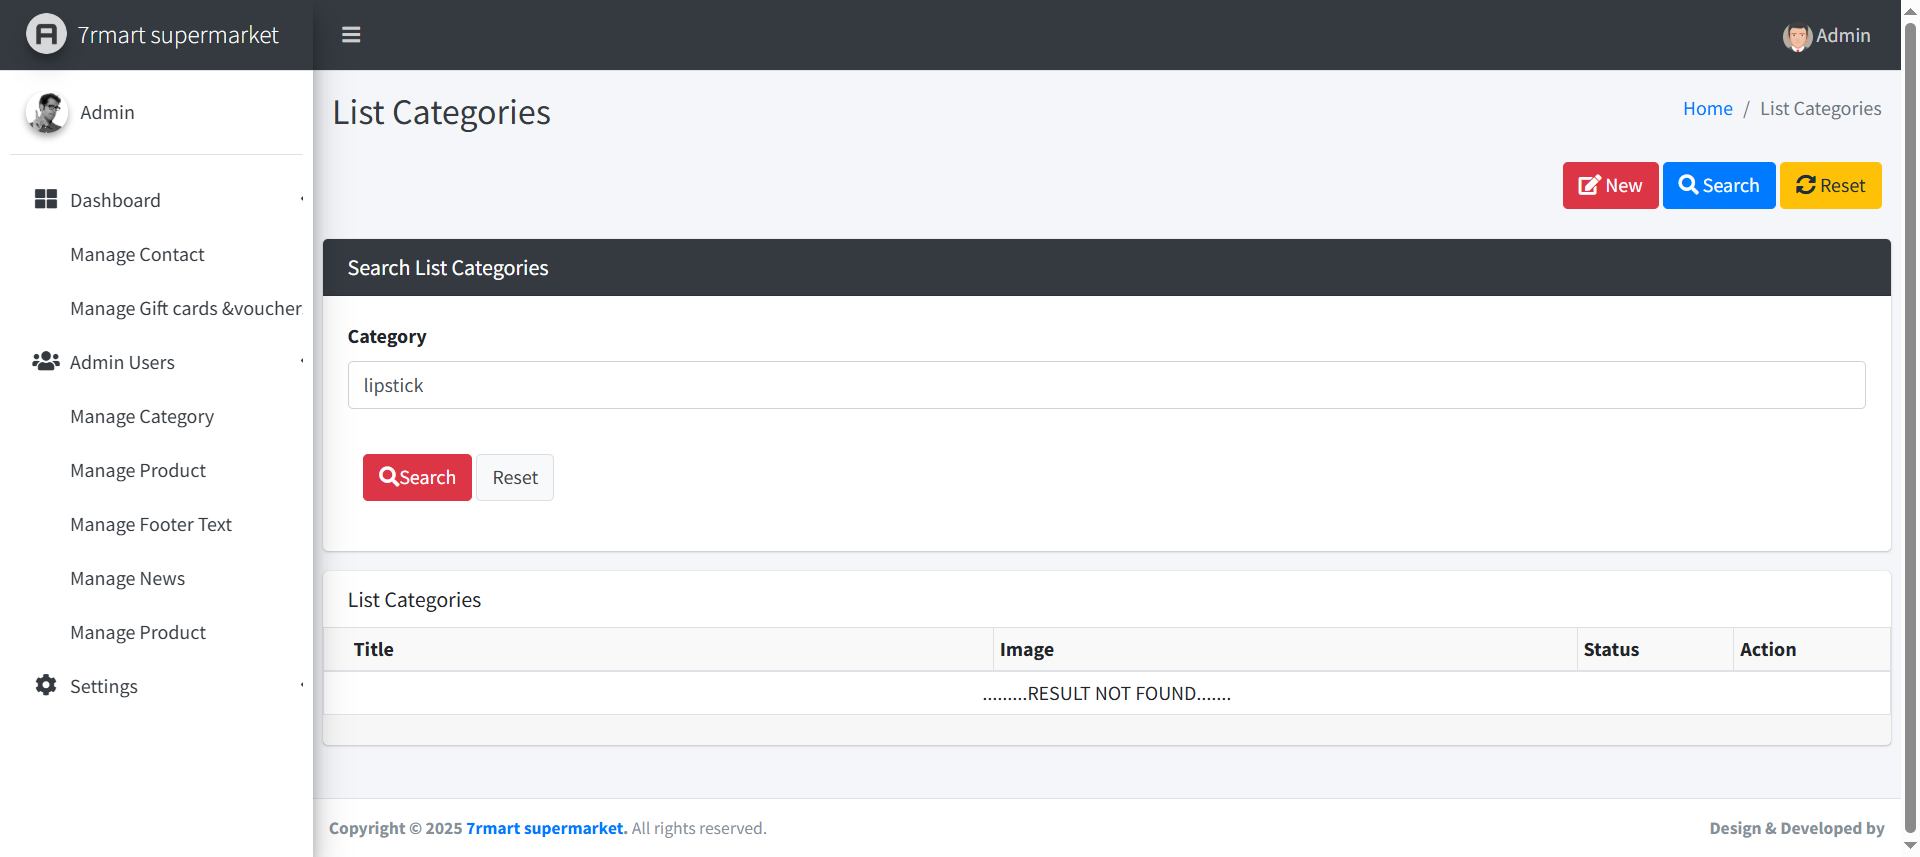 7rmart supermarket
Admin
Admin
List Categories
Home / List Categories
New
Search
Reset
Dashboard
Manage Contact
Manage Gift cards &voucher
Admin Users
Manage Category
Manage Product
Manage Footer Text
Manage News
Manage Product
Settings
Search List Categories
Category
lipstick
Search
Reset
List Categories
Title Image Status Action
.........RESULT NOT FOUND.......
Copyright © 2025 7rmart supermarket. All rights reserved.
Design & Developed by